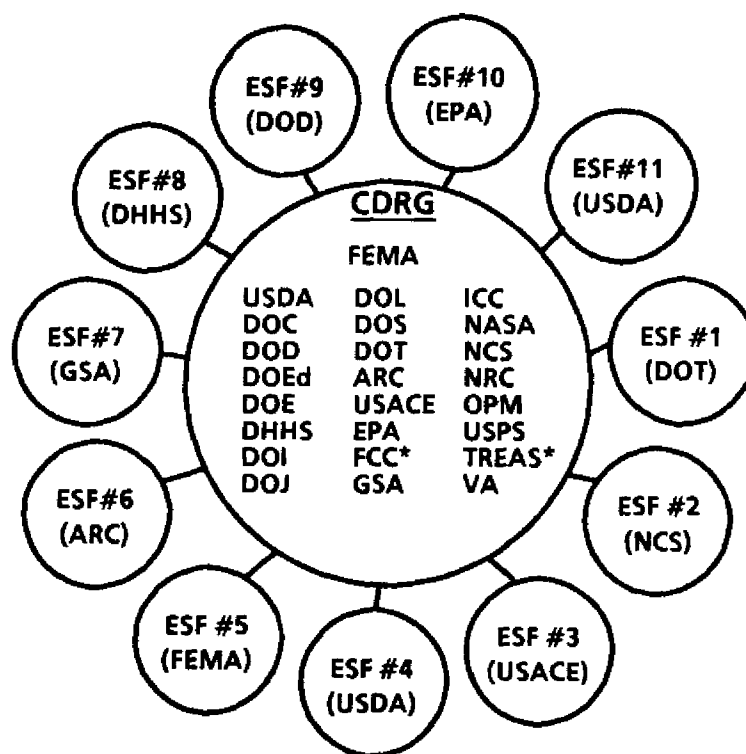 ESF#9
(DOD)
ESF#10
(EPA)
ESF#8
(DHHS)
ESF#11
(USDA)
CDRG
FEMA
USDA DOL ICC
DOC DOS NASA
DOD DOT NCS
DOEd ARC NRC
DOE USACE OPM
DHHS EPA USPS
DOI FCC* TREAS*
DOJ GSA VA
ESF#7
(GSA)
ESF #1
(DOT)
ESF#6
(ARC)
ESF #2
(NCS)
ESF #5
(FEMA)
ESF #4
(USDA)
ESF #3
(USACE)